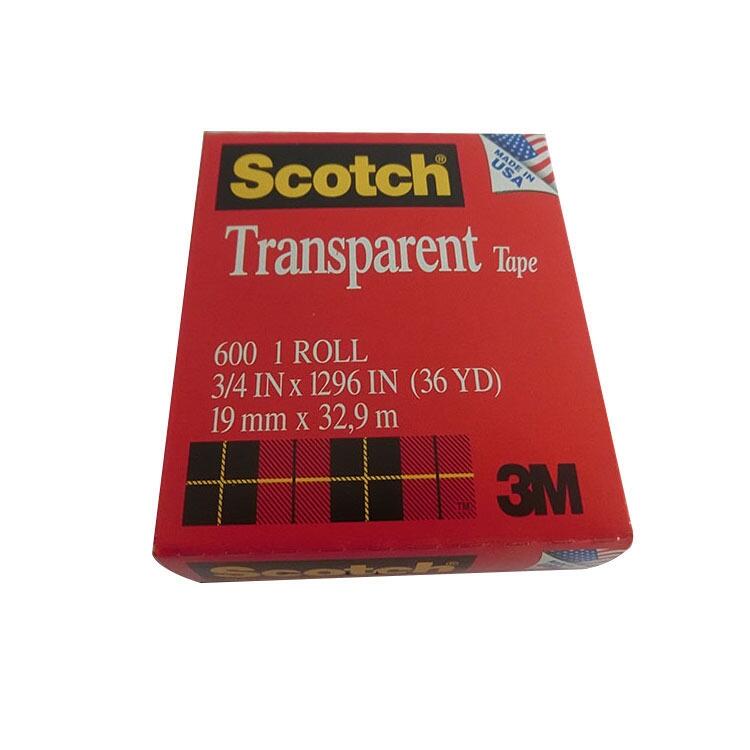 Scotch®
MADE IN
USA
Transparent Tape
600 1 ROLL
3/4 IN x 1296 IN (36 YD)
19 mm x 32,9 m
TM
3M
Scotch